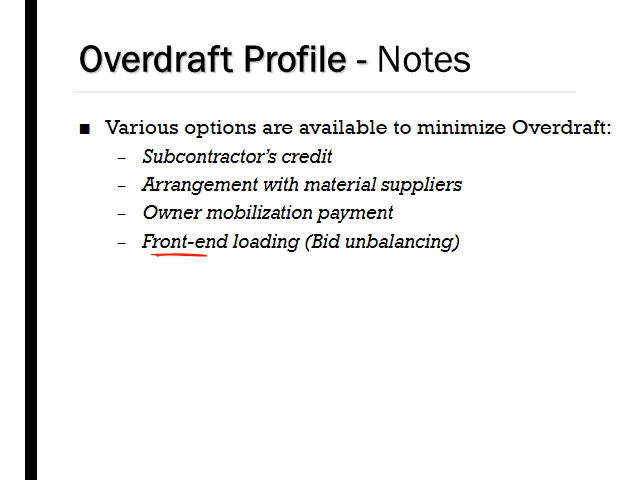 Overdraft Profile - Notes
■ Various options are available to minimize Overdraft:
– Subcontractor's credit
– Arrangement with material suppliers
– Owner mobilization payment
– Front-end loading (Bid unbalancing)